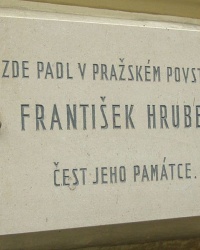 ZDE PADL V PRAŽSKÉM POVST
FRANTIŠEK HRUBE
ČEST JEHO PAMÁTCE.